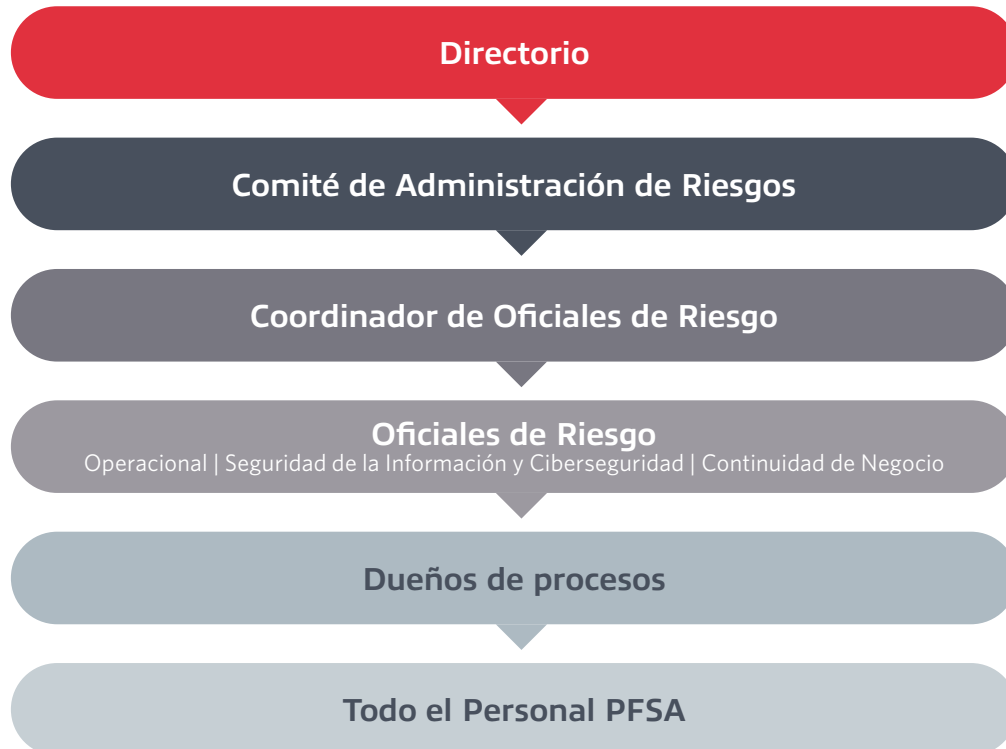 Directorio
Comité de Administración de Riesgos
Coordinador de Oficiales de Riesgo
Oficiales de Riesgo
Operacional | Seguridad de la Información y Ciberseguridad | Continuidad de Negocio
Dueños de procesos
Todo el Personal PFSA